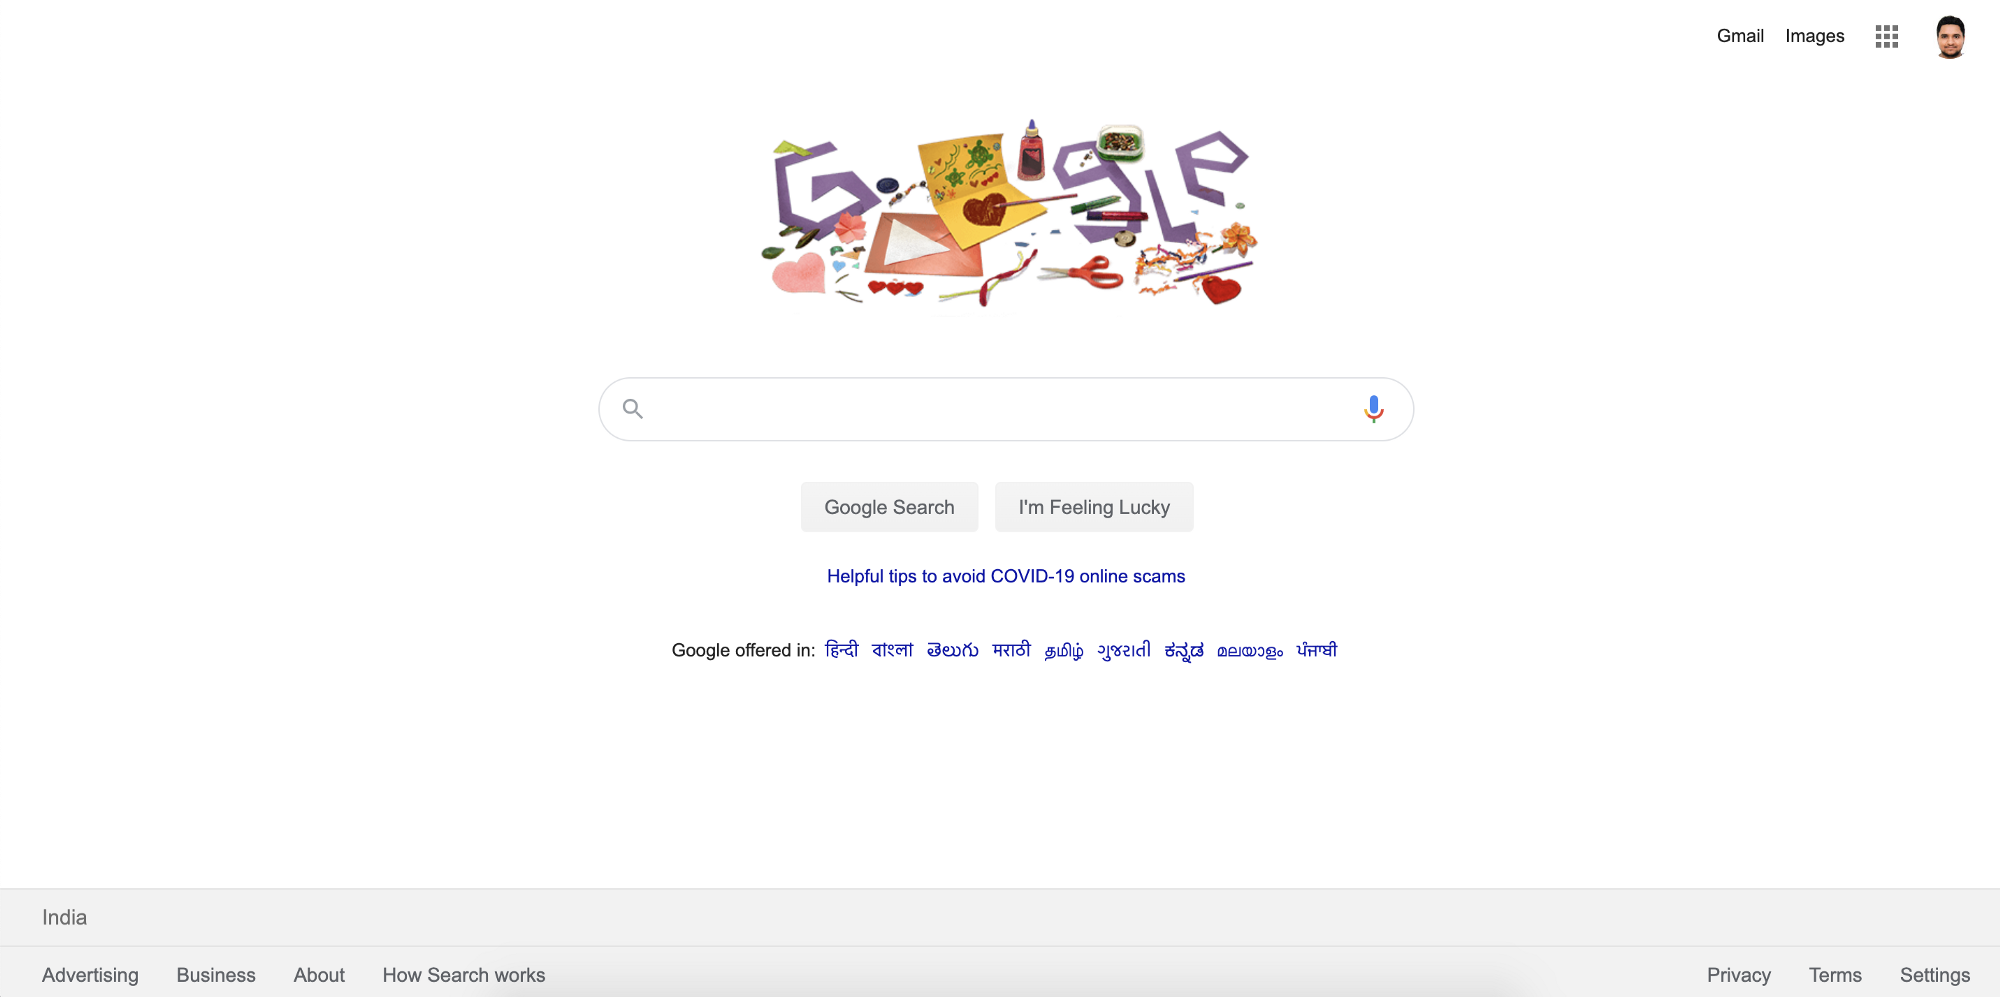 Gmail Images
Google
Google Search I'm Feeling Lucky
Helpful tips to avoid COVID-19 online scams
Google offered in: हिन्दी বাংলা తెలుగు मराठी தமிழ் ગુજરાતી ಕನ್ನಡ മലയാളം ਪੰਜਾਬੀ
India
Advertising Business About How Search works Privacy Terms Settings